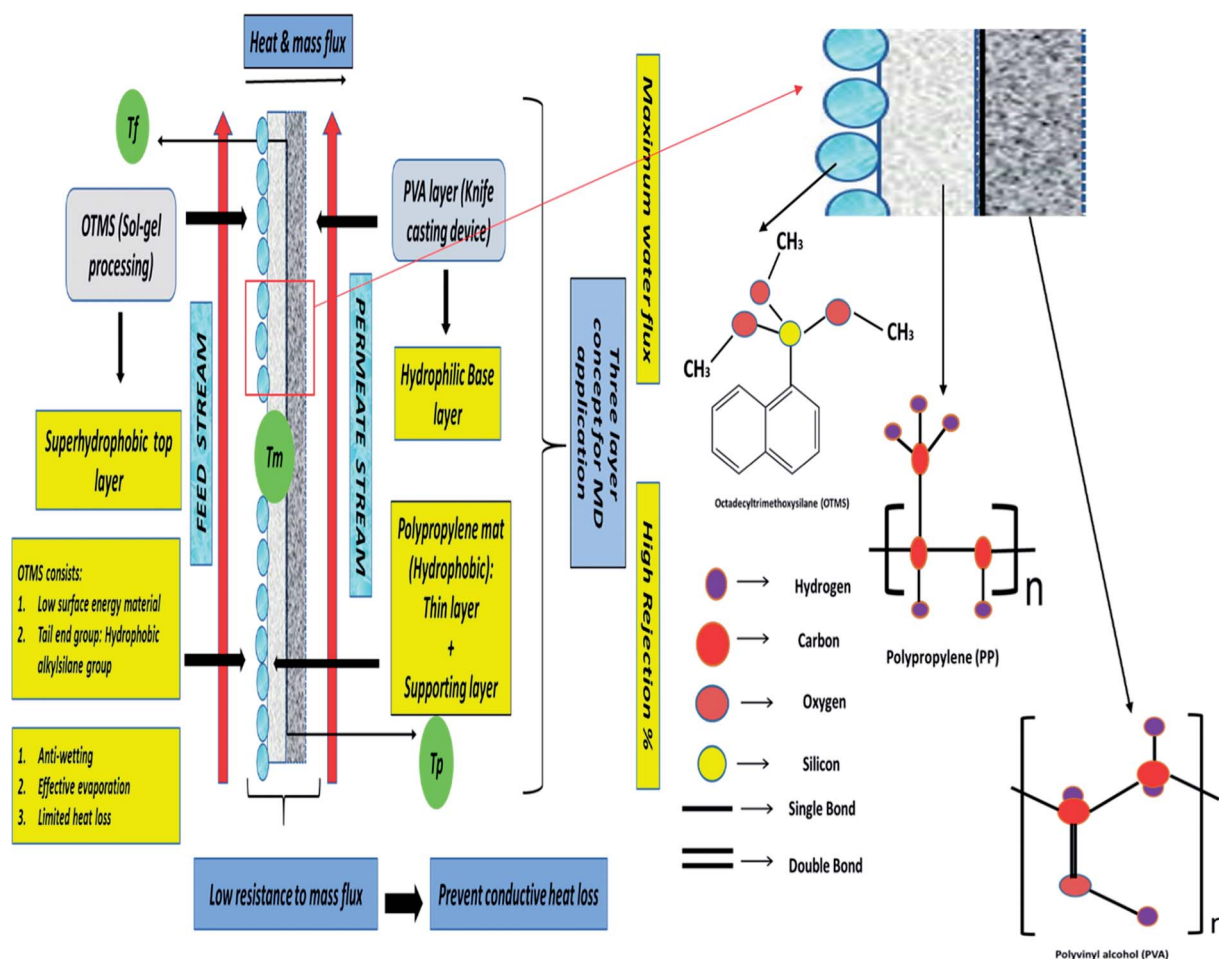 Heat & mass flux
Tf
OTMS (Sol-gel
processing)
PVA layer (Knife
casting device)
Superhydrophobic top
layer
Hydrophilic Base
layer
FEED STREAM
PERMEATE STREAM
Tm
OTMS consists:
1. Low surface energy material
2. Tail end group: Hydrophobic
alkylsilane group
Polypropylene mat
(Hydrophobic):
Thin layer
+
Supporting layer
1. Anti-wetting
2. Effective evaporation
3. Limited heat loss
Tp
Low resistance to mass flux
Prevent conductive heat loss
Three layer
concept for MD
application
Maximum water flux
High Rejection %
CH3
CH3
CH3
Octadecyltrimethoxysilane (OTMS)
n
Polypropylene (PP)
Hydrogen
Carbon
Oxygen
Silicon
Single Bond
Double Bond
n
Polyvinyl alcohol (PVA)